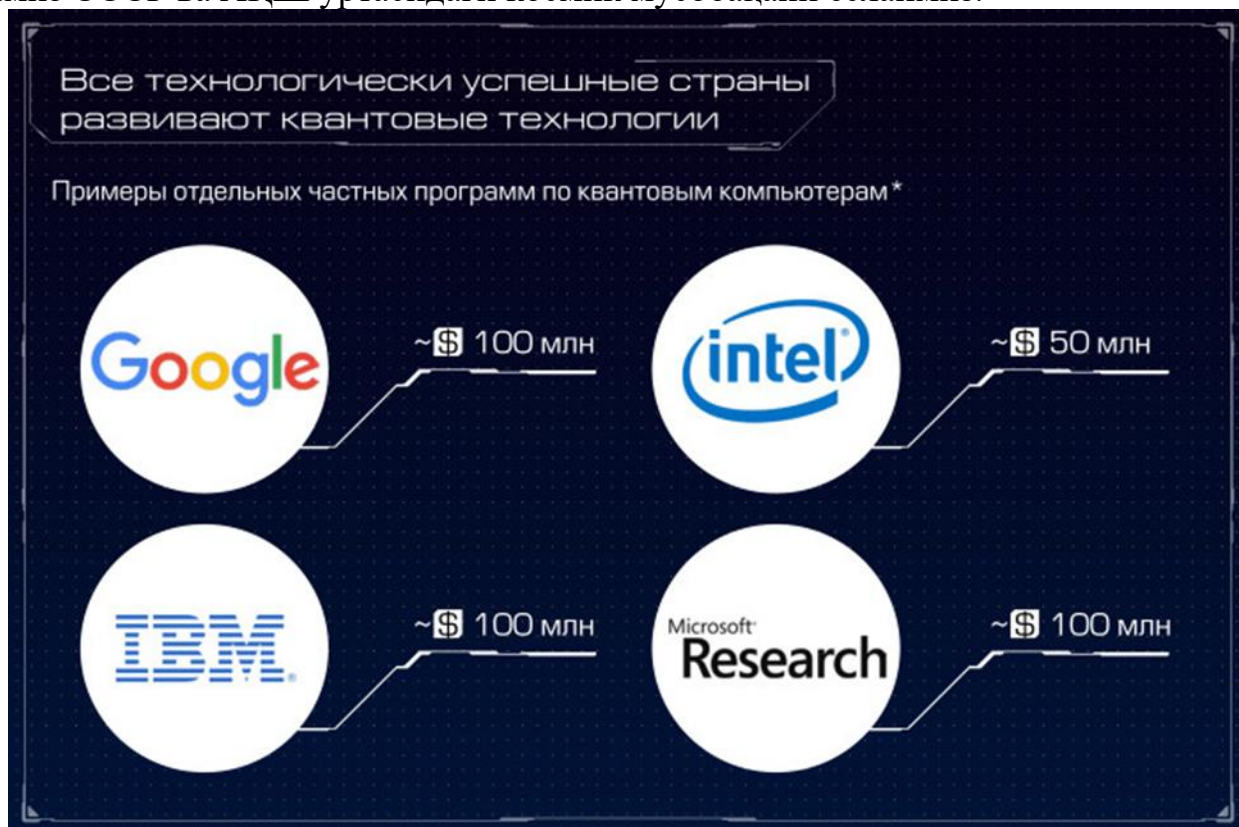 Все технологически успешные страны
развивают квантовые технологии
Примеры отдельных частных программ по квантовым компьютерам*
Google ~$ 100 млн
intel ~$ 50 млн
IBM ~$ 100 млн
Microsoft
Research ~$ 100 млн